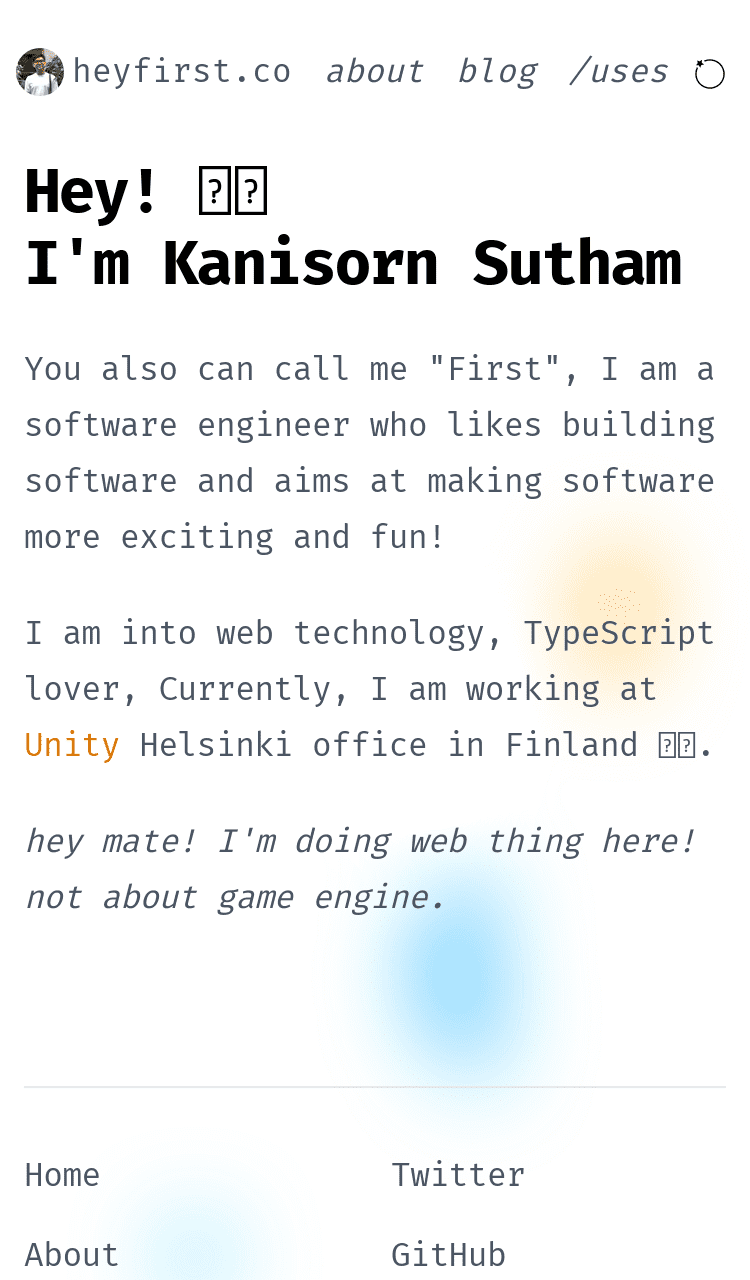 heyfirst.co about blog /uses
Hey!
I'm Kanisorn Sutham
You also can call me "First", I am a
software engineer who likes building
software and aims at making software
more exciting and fun!
I am into web technology, TypeScript
lover, Currently, I am working at
Unity Helsinki office in Finland .
hey mate! I'm doing web thing here!
not about game engine.
Home Twitter
About GitHub